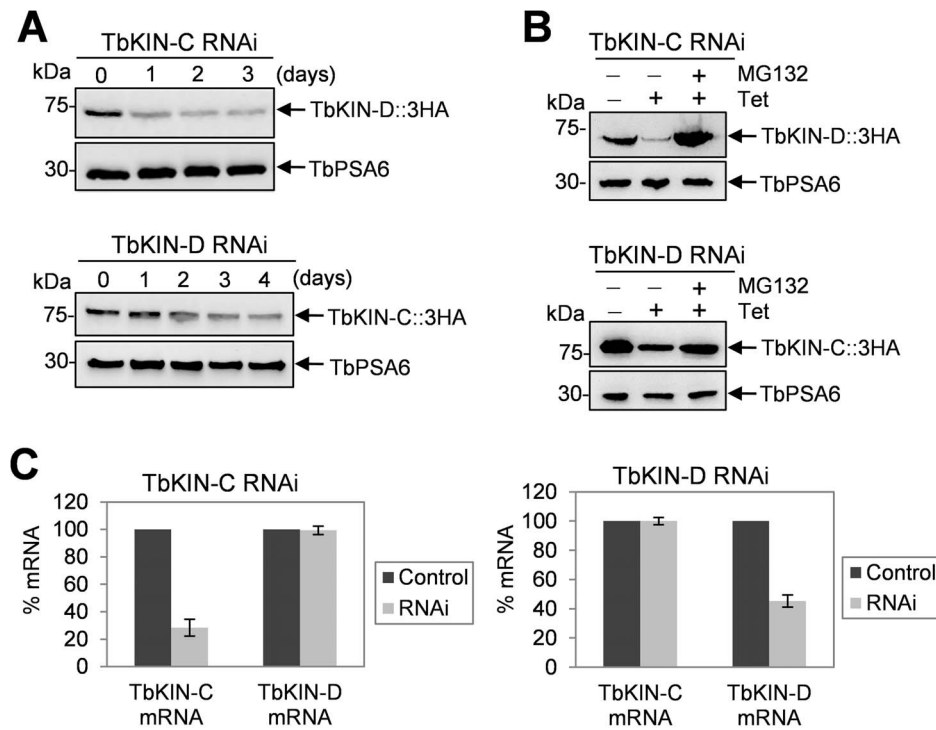 A
TbKIN-C RNAi
kDa
0 1 2 3 (days)
75-
TbKIN-D::3HA
30-
TbPSA6
TbKIN-D RNAi
kDa
0 1 2 3 4 (days)
75-
TbKIN-C::3HA
30-
TbPSA6
B
TbKIN-C RNAi
– – + MG132
kDa – + + Tet
75-
TbKIN-D::3HA
30-
TbPSA6
TbKIN-D RNAi
– – + MG132
kDa – + + Tet
75-
TbKIN-C::3HA
30-
TbPSA6
C
TbKIN-C RNAi
% mRNA
120
100
80
60
40
20
0
TbKIN-C mRNA
TbKIN-D mRNA
Control
RNAi
TbKIN-D RNAi
% mRNA
120
100
80
60
40
20
0
TbKIN-C mRNA
TbKIN-D mRNA
Control
RNAi